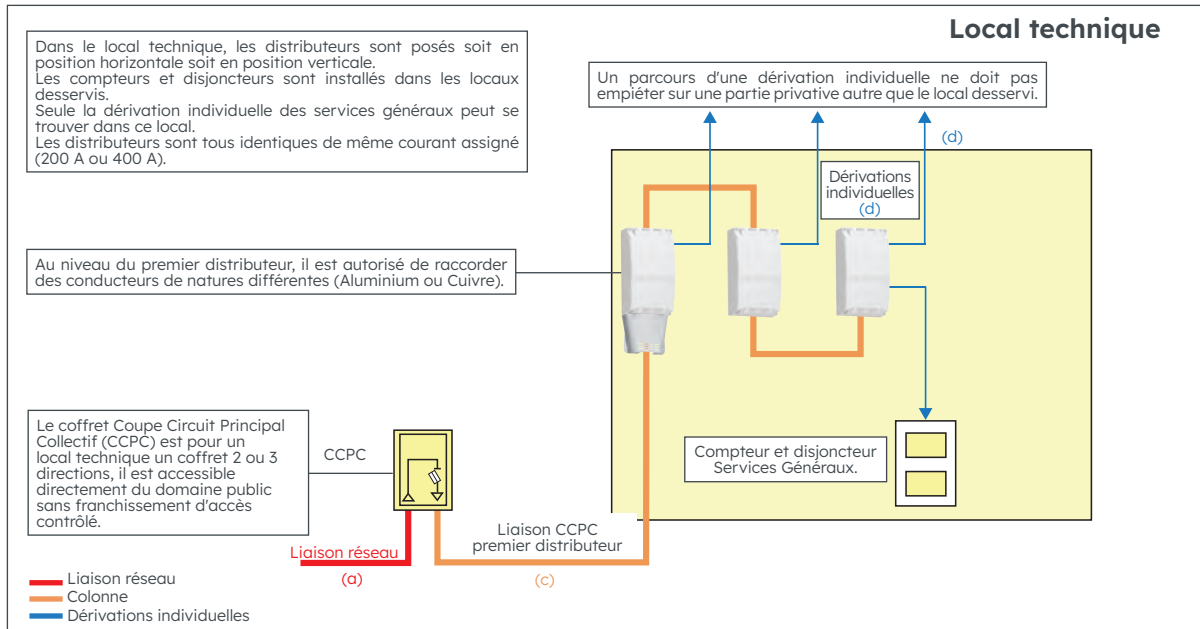 Local technique
Dans le local technique, les distributeurs sont posés soit en
position horizontale soit en position verticale.
Les compteurs et disjoncteurs sont installés dans les locaux
desservis.
Seule la dérivation individuelle des services généraux peut se
trouver dans ce local.
Les distributeurs sont tous identiques de même courant assigné
(200 A ou 400 A).
Un parcours d'une dérivation individuelle ne doit pas
empiéter sur une partie privative autre que le local desservi.
(d)
Dérivations
individuelles
(d)
Au niveau du premier distributeur, il est autorisé de raccorder
des conducteurs de natures différentes (Aluminium ou Cuivre).
Le coffret Coupe Circuit Principal
Collectif (CCPC) est pour un
local technique un coffret 2 ou 3
directions, il est accessible
directement du domaine public
sans franchissement d'accès
contrôlé.
CCPC
Compteur et disjoncteur
Services Généraux.
Liaison réseau
(a)
Liaison CCPC
premier distributeur
(c)
Liaison réseau
Colonne
Dérivations individuelles